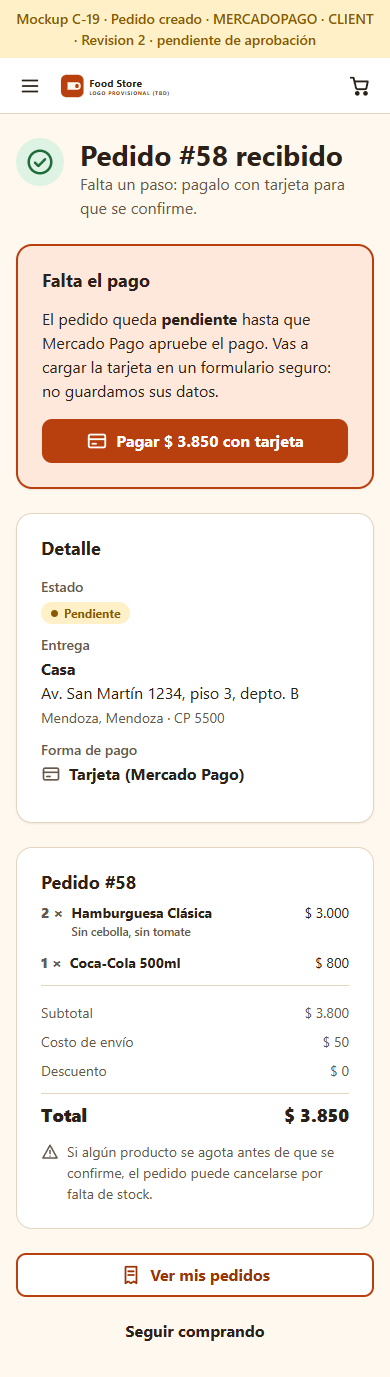 Mockup C-19 · Pedido creado · MERCADOPAGO · CLIENT
· Revision 2 · pendiente de aprobación
Food Store
LOGO PROVISIONAL (TBD)
Pedido #58 recibido
Falta un paso: pagalo con tarjeta para
que se confirme.
Falta el pago
El pedido queda pendiente hasta que
Mercado Pago apruebe el pago. Vas a
cargar la tarjeta en un formulario seguro:
no guardamos sus datos.
Pagar $ 3.850 con tarjeta
Detalle
Estado
Pendiente
Entrega
Casa
Av. San Martín 1234, piso 3, depto. B
Mendoza, Mendoza · CP 5500
Forma de pago
Tarjeta (Mercado Pago)
Pedido #58
2 × Hamburguesa Clásica $ 3.000
Sin cebolla, sin tomate
1 × Coca-Cola 500ml $ 800
Subtotal $ 3.800
Costo de envío $ 50
Descuento $ 0
Total $ 3.850
Si algún producto se agota antes de que se
confirme, el pedido puede cancelarse por
falta de stock.
Ver mis pedidos
Seguir comprando